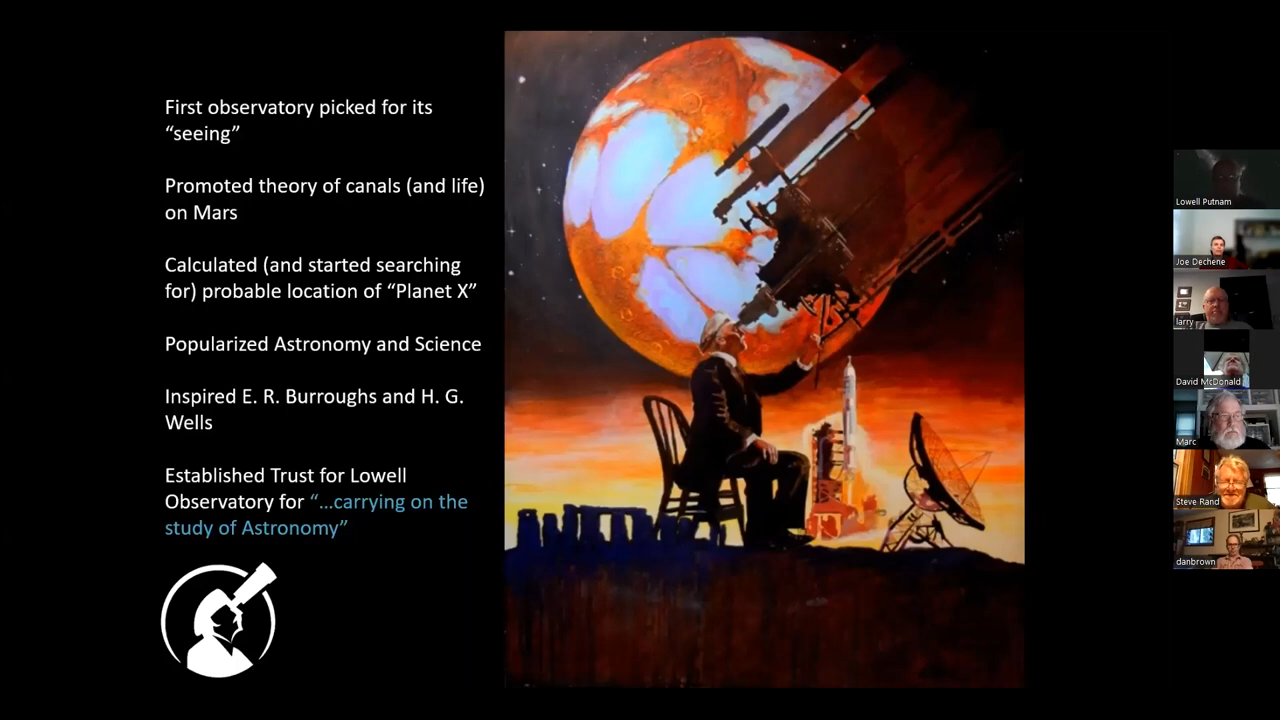 First observatory picked for its
“seeing”
Promoted theory of canals (and life)
on Mars
Calculated (and started searching
for) probable location of “Planet X”
Popularized Astronomy and Science
Inspired E. R. Burroughs and H. G.
Wells
Established Trust for Lowell
Observatory for “...carrying on the
study of Astronomy”
Lowell Putnam
Joe Dechene
larry
David McDonald
Marc
Steve Rand
danbrown